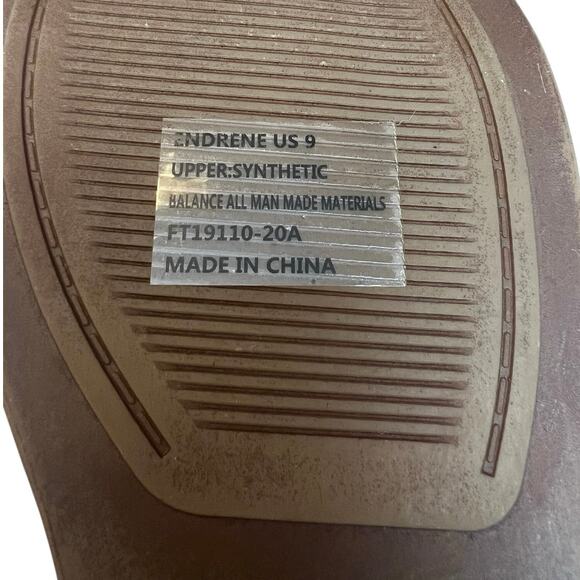 ENDRENE US 9
UPPER:SYNTHETIC
BALANCE ALL MAN MADE MATERIALS
FT19110-20A
MADE IN CHINA